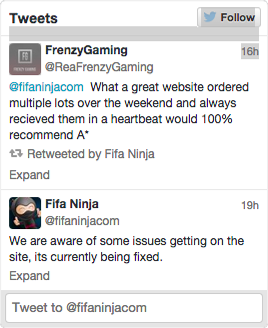 Tweets
Follow
FrenzyGaming
16h
@ReaFrenzyGaming
@fifaninjacom What a great website ordered
multiple lots over the weekend and always
recieved them in a heartbeat would 100%
recommend A*
Retweeted by Fifa Ninja
Expand
Fifa Ninja
19h
@fifaninjacom
We are aware of some issues getting on the
site, its currently being fixed.
Expand
Tweet to @fifaninjacom